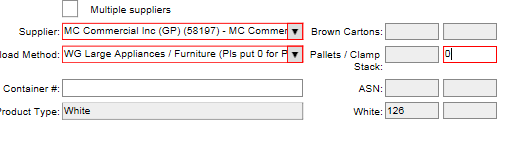 Multiple suppliers
Supplier: MC Commercial Inc (GP) (58197) - MC Commer Brown Cartons:
oad Method: WG Large Appliances / Furniture (Pls put 0 for P Pallets / Clamp Stack: 0
Container #: ASN:
Product Type: White White: 126